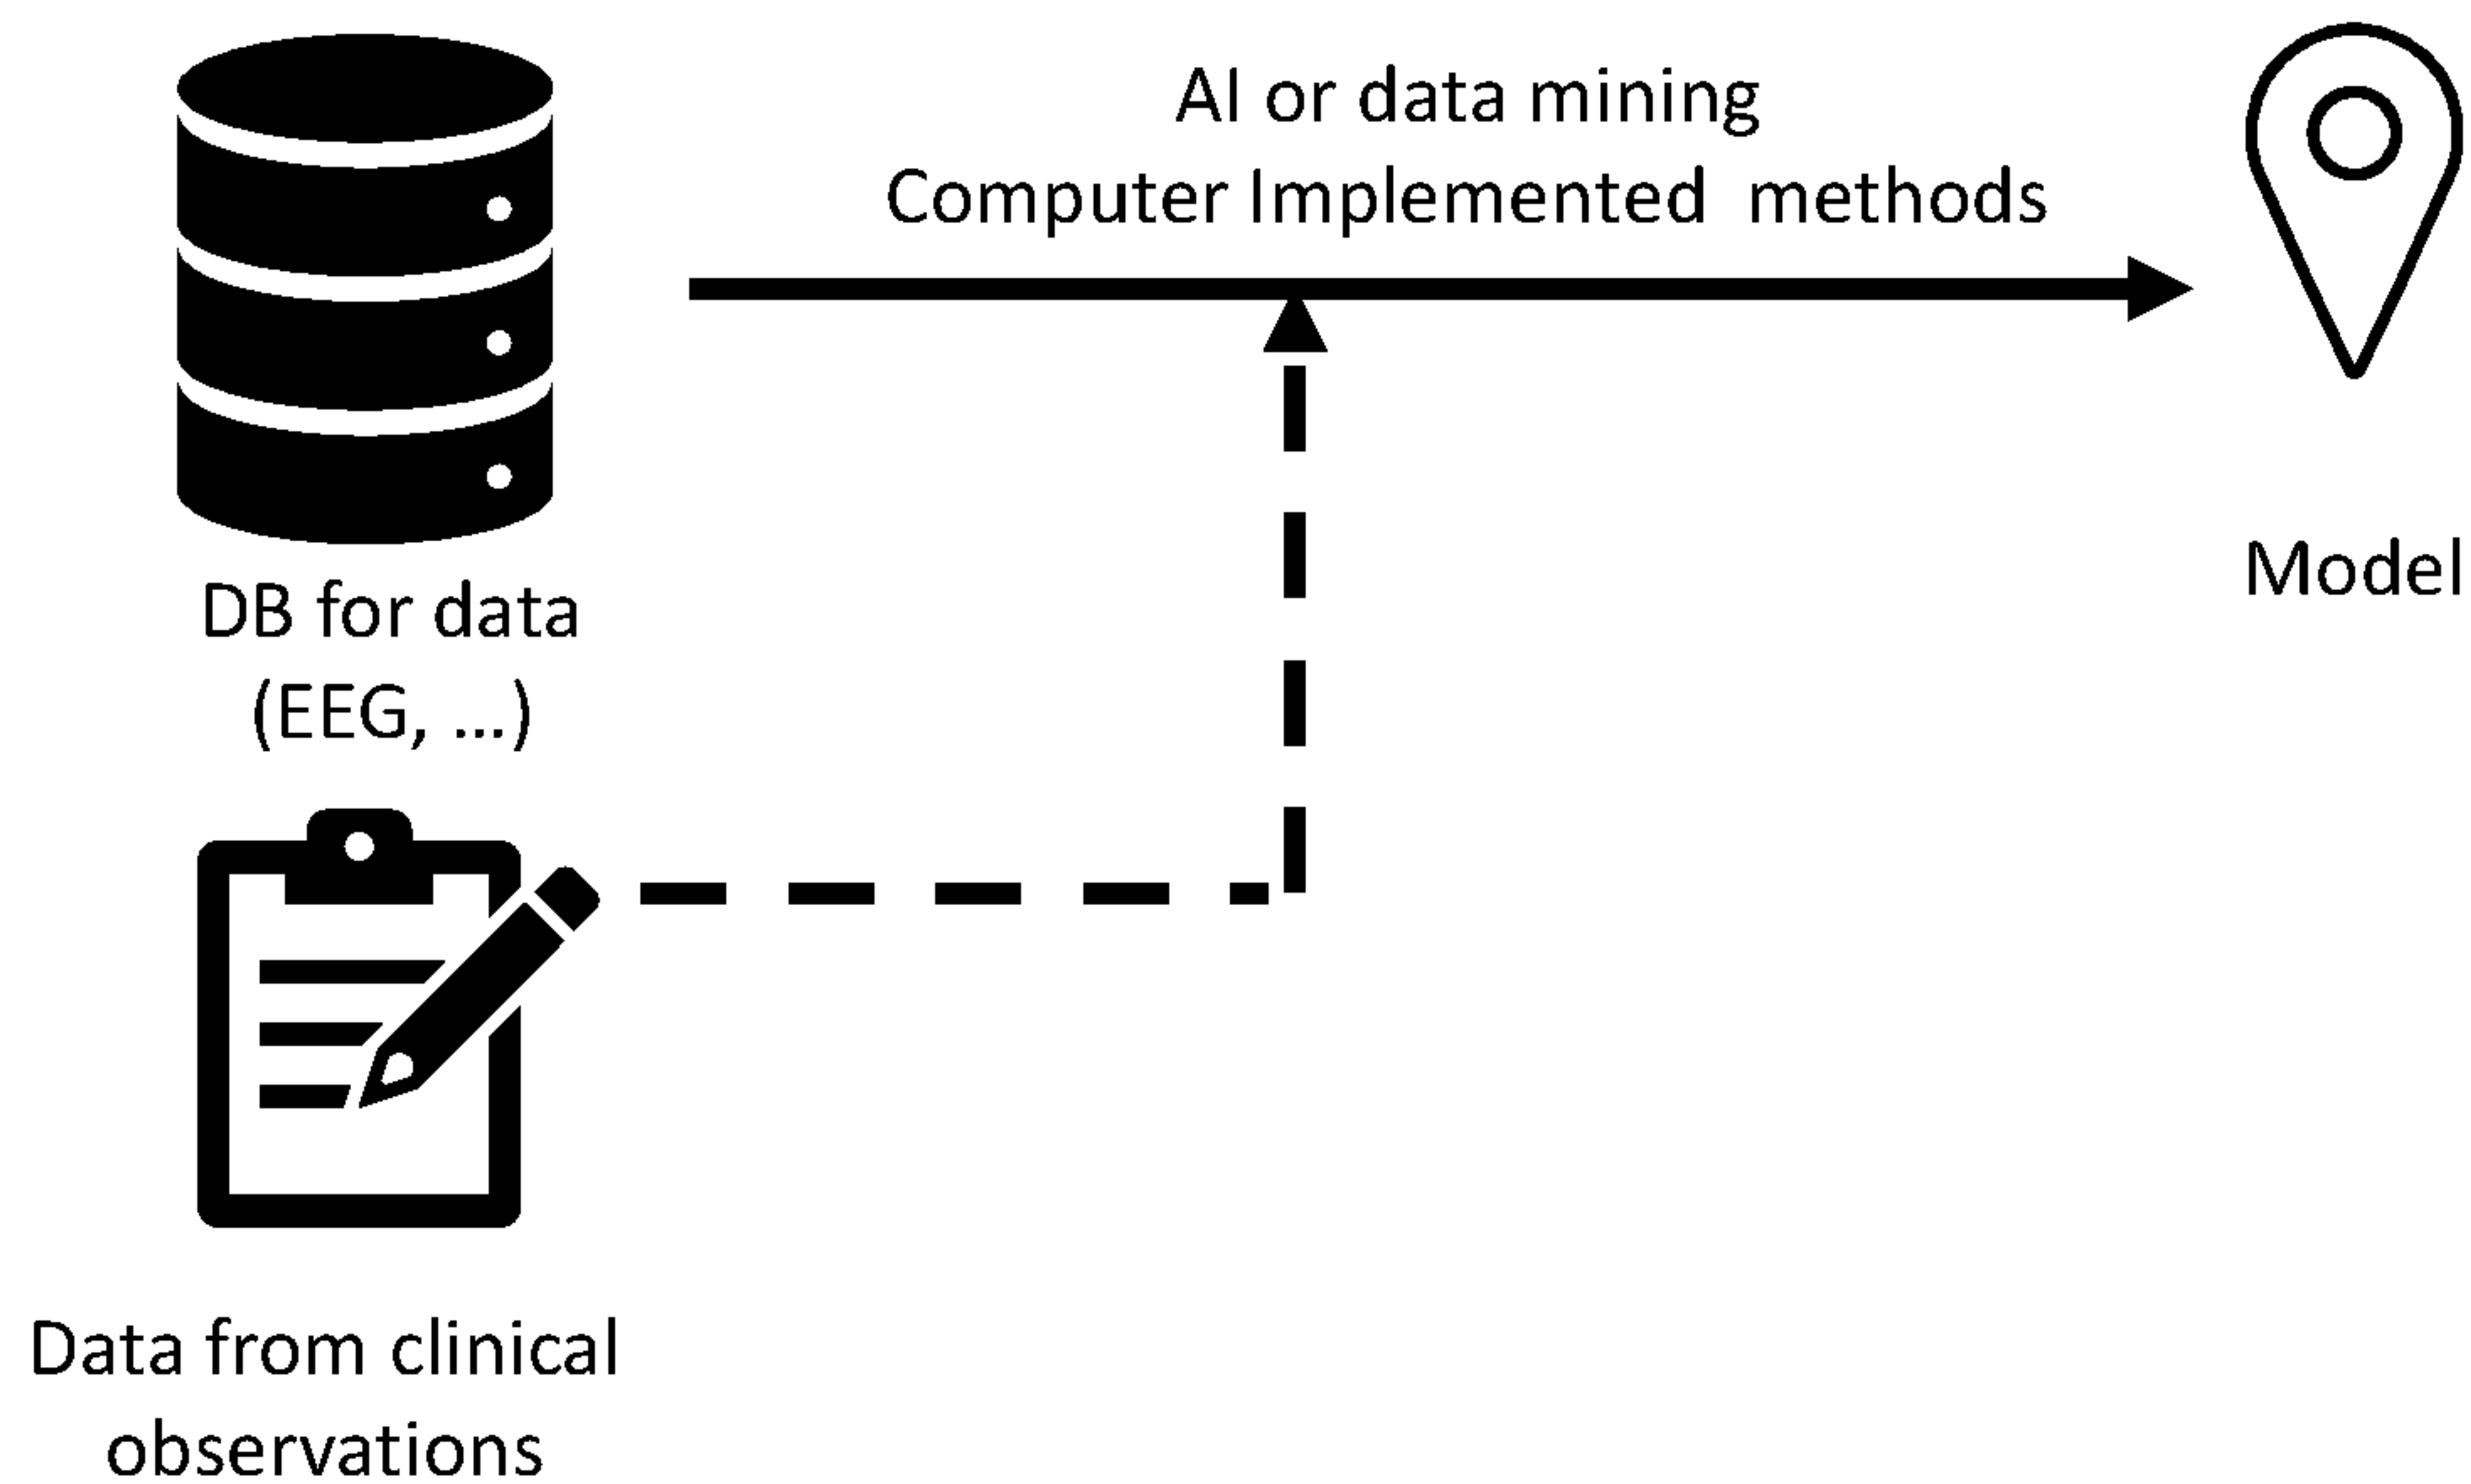 AI or data mining
Computer Implemented methods
DB for data
(EEG, ...)
Model
Data from clinical
observations